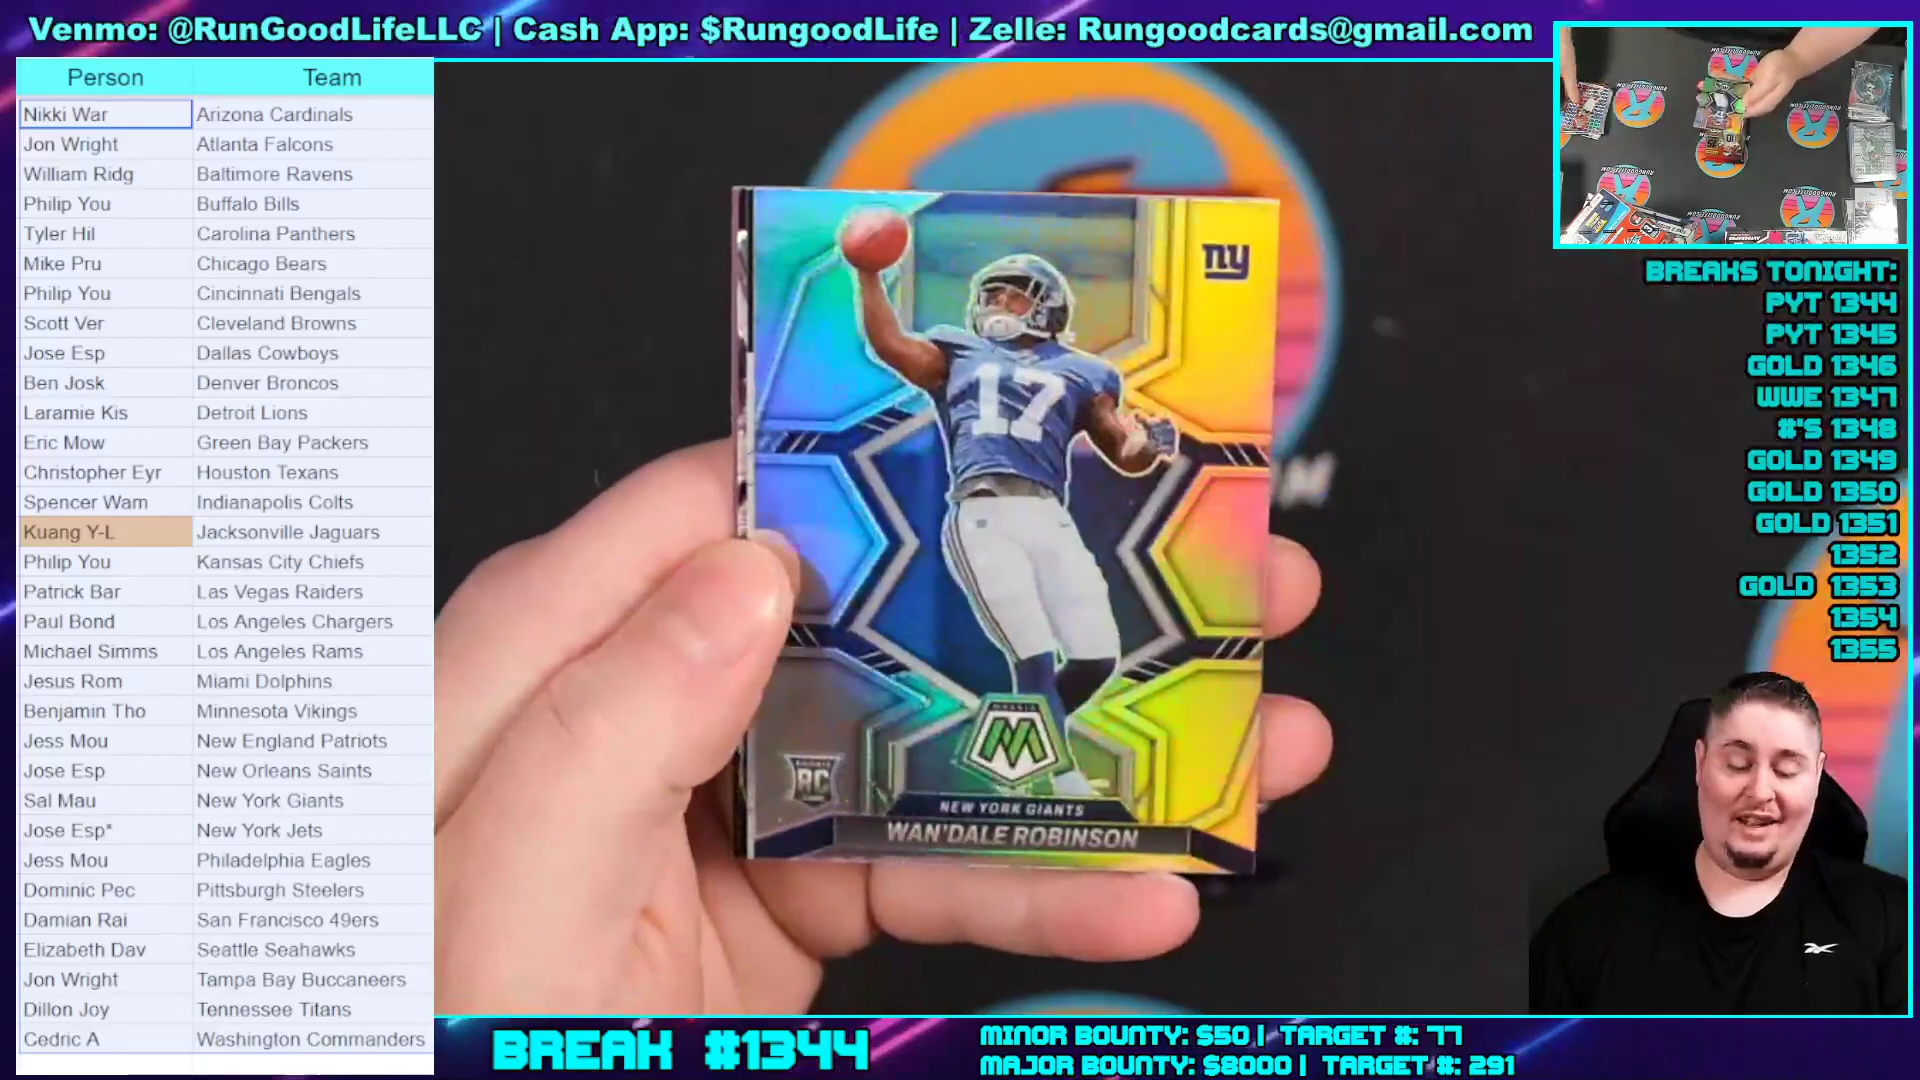 Venmo: @RunGoodLifeLLC | Cash App: $RungoodLife | Zelle: Rungoodcards@gmail.com
Person Team
Nikki War Arizona Cardinals
Jon Wright Atlanta Falcons
William Ridg Baltimore Ravens
Philip You Buffalo Bills
Tyler Hil Carolina Panthers
Mike Pru Chicago Bears
Philip You Cincinnati Bengals
Scott Ver Cleveland Browns
Jose Esp Dallas Cowboys
Ben Josk Denver Broncos
Laramie Kis Detroit Lions
Eric Mow Green Bay Packers
Christopher Eyr Houston Texans
Spencer Wam Indianapolis Colts
Kuang Y-L Jacksonville Jaguars
Philip You Kansas City Chiefs
Patrick Bar Las Vegas Raiders
Paul Bond Los Angeles Chargers
Michael Simms Los Angeles Rams
Jesus Rom Miami Dolphins
Benjamin Tho Minnesota Vikings
Jess Mou New England Patriots
Jose Esp New Orleans Saints
Sal Mau New York Giants
Jose Esp* New York Jets
Jess Mou Philadelphia Eagles
Dominic Pec Pittsburgh Steelers
Damian Rai San Francisco 49ers
Elizabeth Dav Seattle Seahawks
Jon Wright Tampa Bay Buccaneers
Dillon Joy Tennessee Titans
Cedric A Washington Commanders
ny
17
MOSAIC
RC
NEW YORK GIANTS
WAN'DALE ROBINSON
BREAKS TONIGHT:
PYT 1344
PYT 1345
GOLD 1346
WWE 1347
#'S 1348
GOLD 1349
GOLD 1350
GOLD 1351
1352
GOLD 1353
1354
1355
BREAK #1344
MINOR BOUNTY: $50 | TARGET #: 77
MAJOR BOUNTY: $8000 | TARGET #: 291